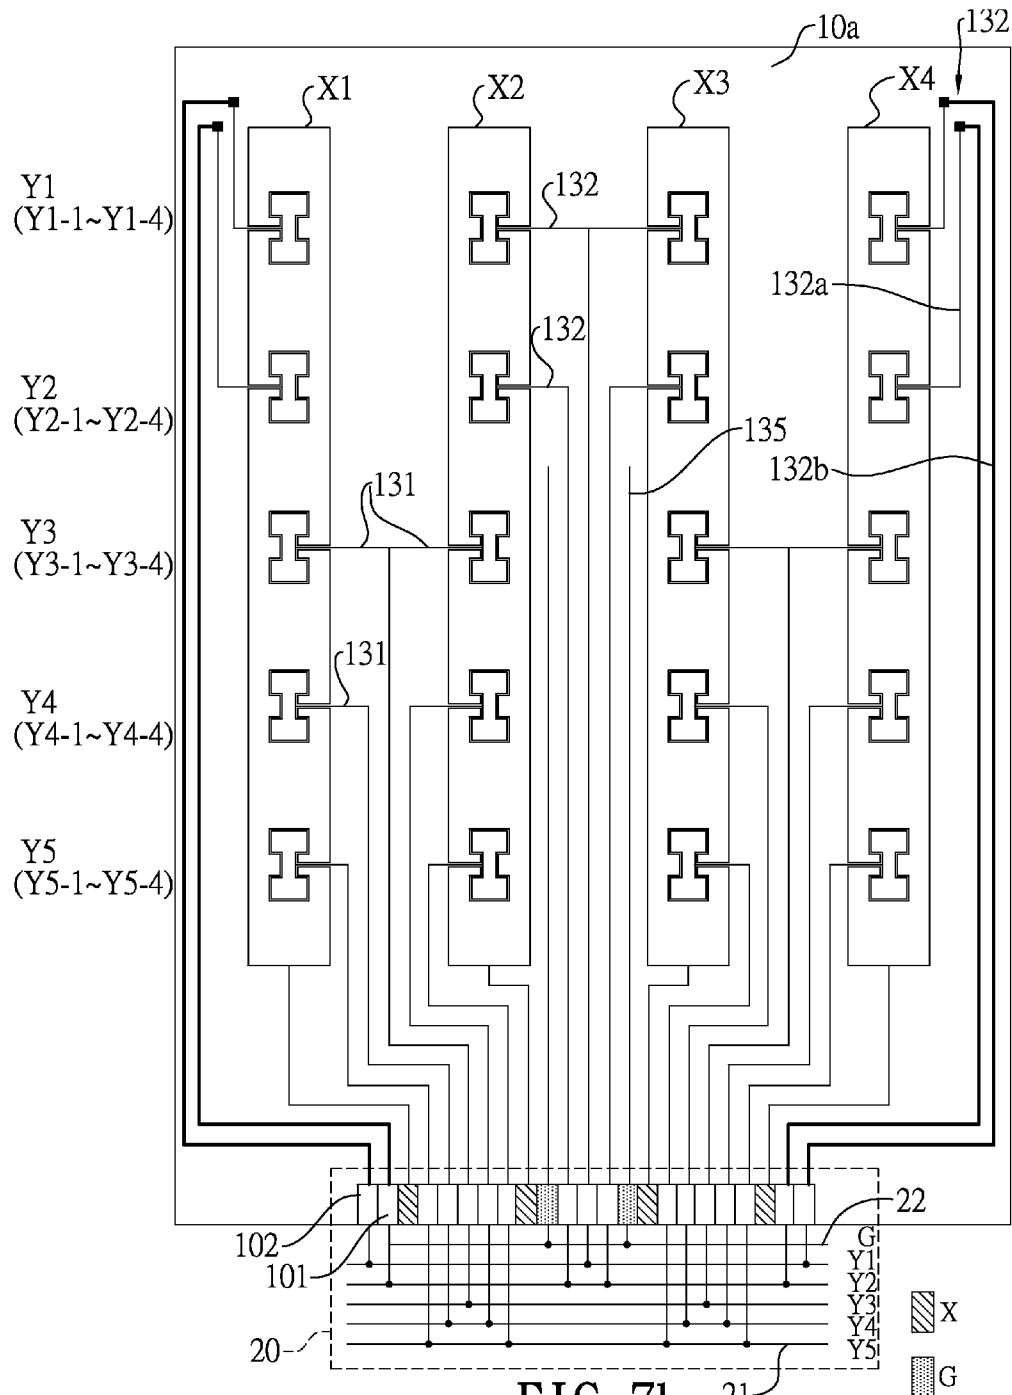 10a
132
X1
X2
X3
X4
Y1
(Y1-1~Y1-4)
132
132a
Y2
(Y2-1~Y2-4)
132
135
132b
Y3
(Y3-1~Y3-4)
131
Y4
(Y4-1~Y4-4)
131
Y5
(Y5-1~Y5-4)
102
101
22
G
Y1
Y2
Y3
Y4
Y5
20
21
X
G
FIG. 7b